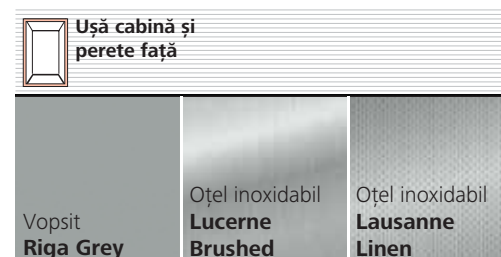 Ușă cabină și
perete față
Vopsit
Riga Grey
Oțel inoxidabil
Lucerne
Brushed
Oțel inoxidabil
Lausanne
Linen